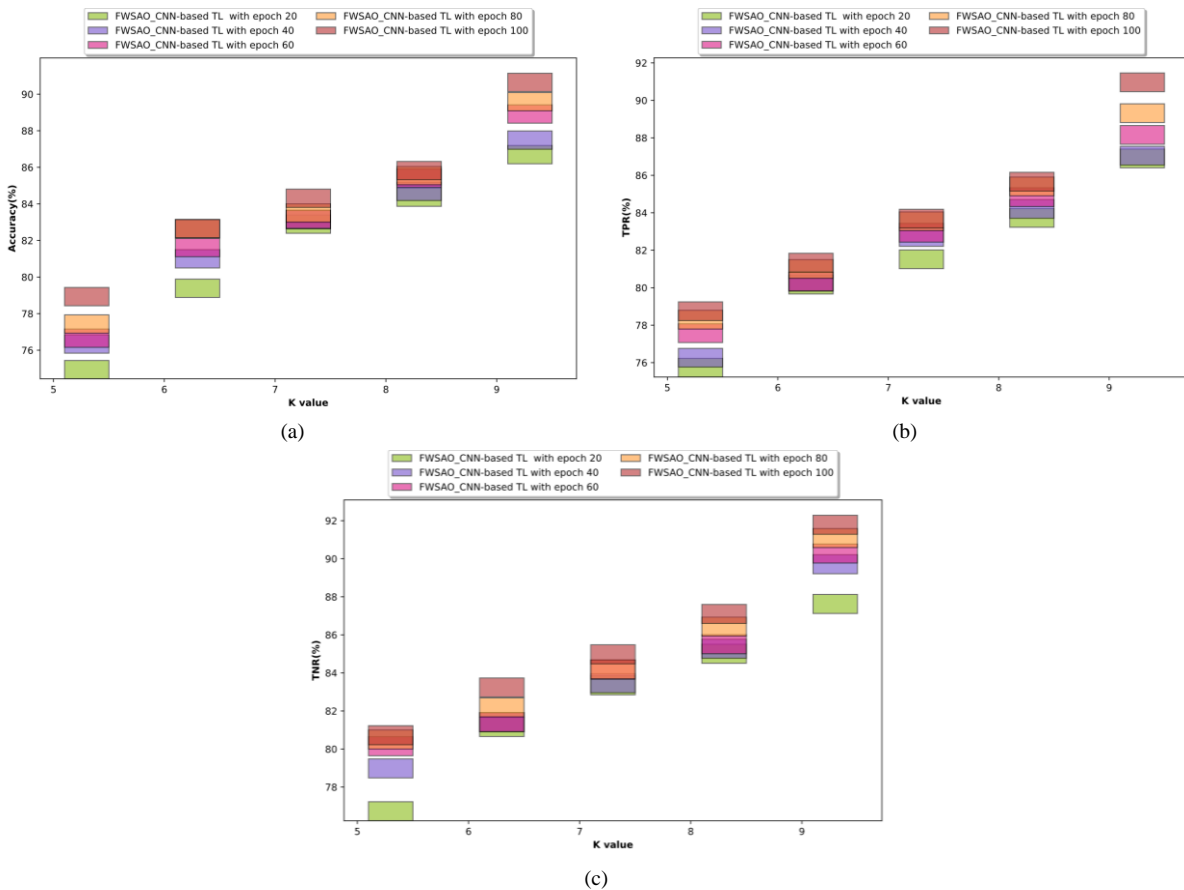 FWSAO_CNN-based TL  with epoch 20
FWSAO_CNN-based TL with epoch 40
FWSAO_CNN-based TL with epoch 60
FWSAO_CNN-based TL with epoch 80
FWSAO_CNN-based TL with epoch 100
Accuracy(%)
90
88
86
84
82
80
78
76
5 6 7 8 9
K value
(a)
FWSAO_CNN-based TL  with epoch 20
FWSAO_CNN-based TL with epoch 40
FWSAO_CNN-based TL with epoch 60
FWSAO_CNN-based TL with epoch 80
FWSAO_CNN-based TL with epoch 100
TPR(%)
92
90
88
86
84
82
80
78
76
5 6 7 8 9
K value
(b)
FWSAO_CNN-based TL  with epoch 20
FWSAO_CNN-based TL with epoch 40
FWSAO_CNN-based TL with epoch 60
FWSAO_CNN-based TL with epoch 80
FWSAO_CNN-based TL with epoch 100
TNR(%)
92
90
88
86
84
82
80
78
5 6 7 8 9
K value
(c)